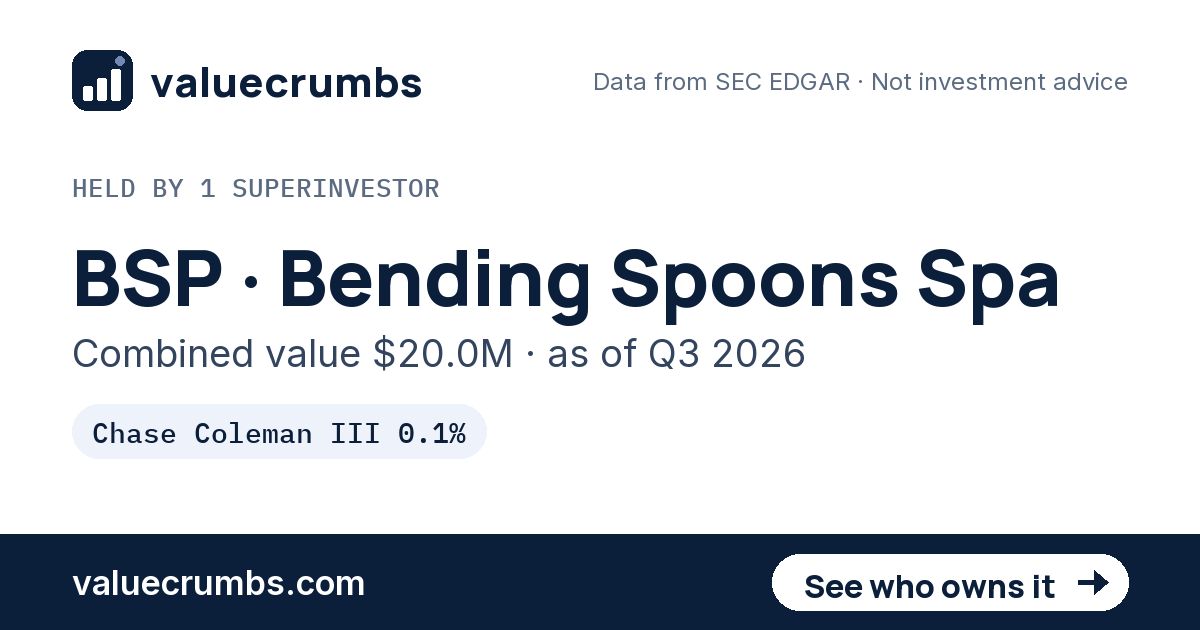 valuecrumbs
Data from SEC EDGAR · Not investment advice
HELD BY 1 SUPERINVESTOR
BSP · Bending Spoons Spa
Combined value $20.0M · as of Q3 2026
Chase Coleman III 0.1%
valuecrumbs.com
See who owns it →